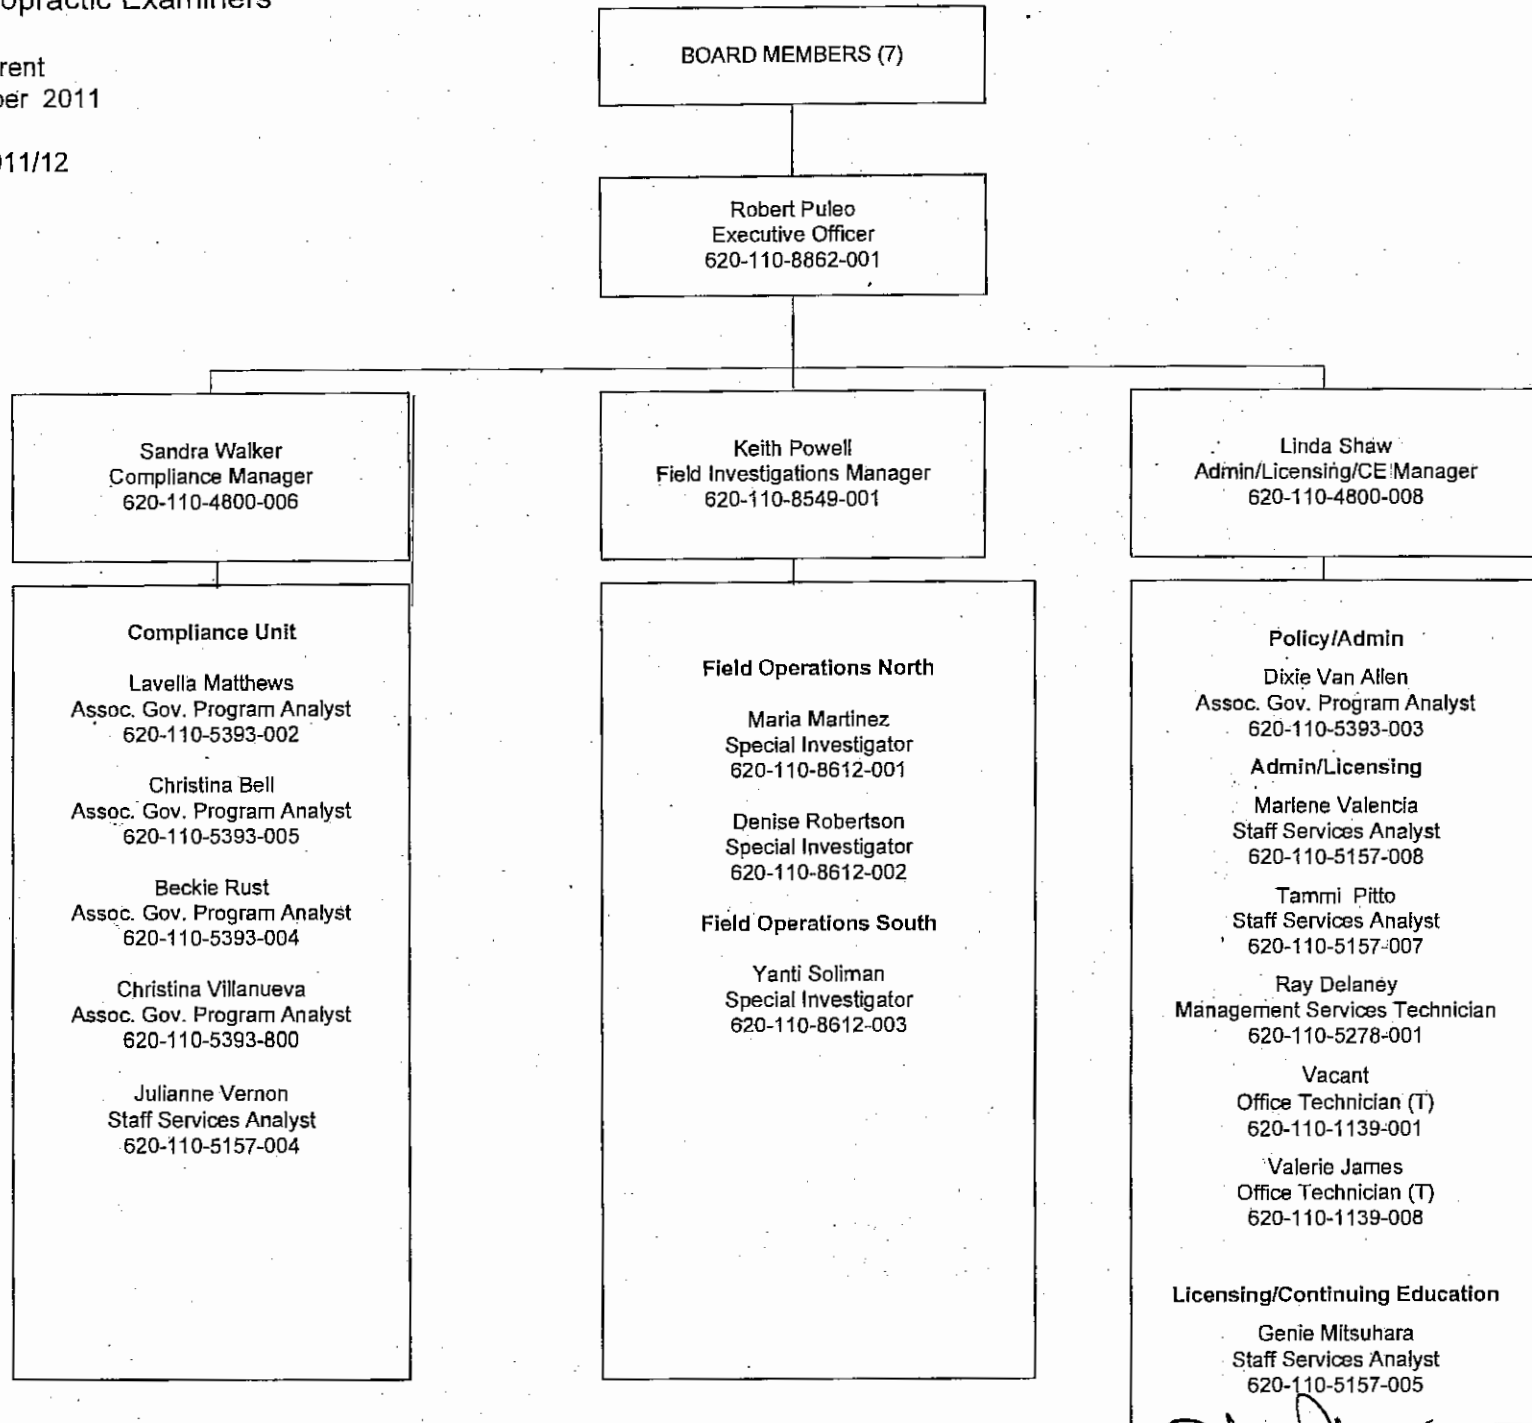 opractic Examiners
rent
ber 2011
011/12
BOARD MEMBERS (7)
Robert Puleo
Executive Officer
620-110-8862-001
Sandra Walker
Compliance Manager
620-110-4800-006
Keith Powell
Field Investigations Manager
620-110-8549-001
Linda Shaw
Admin/Licensing/CE Manager
620-110-4800-008
Compliance Unit
Lavella Matthews
Assoc. Gov. Program Analyst
620-110-5393-002
Christina Bell
Assoc. Gov. Program Analyst
620-110-5393-005
Beckie Rust
Assoc. Gov. Program Analyst
620-110-5393-004
Christina Villanueva
Assoc. Gov. Program Analyst
620-110-5393-800
Julianne Vernon
Staff Services Analyst
620-110-5157-004
Field Operations North
Maria Martinez
Special Investigator
620-110-8612-001
Denise Robertson
Special Investigator
620-110-8612-002
Field Operations South
Yanti Soliman
Special Investigator
620-110-8612-003
Policy/Admin
Dixie Van Allen
Assoc. Gov. Program Analyst
620-110-5393-003
Admin/Licensing
Marlene Valencia
Staff Services Analyst
620-110-5157-008
Tammi Pitto
Staff Services Analyst
620-110-5157-007
Ray Delaney
Management Services Technician
620-110-5278-001
Vacant
Office Technician (T)
620-110-1139-001
Valerie James
Office Technician (T)
620-110-1139-008
Licensing/Continuing Education
Genie Mitsuhara
Staff Services Analyst
620-110-5157-005